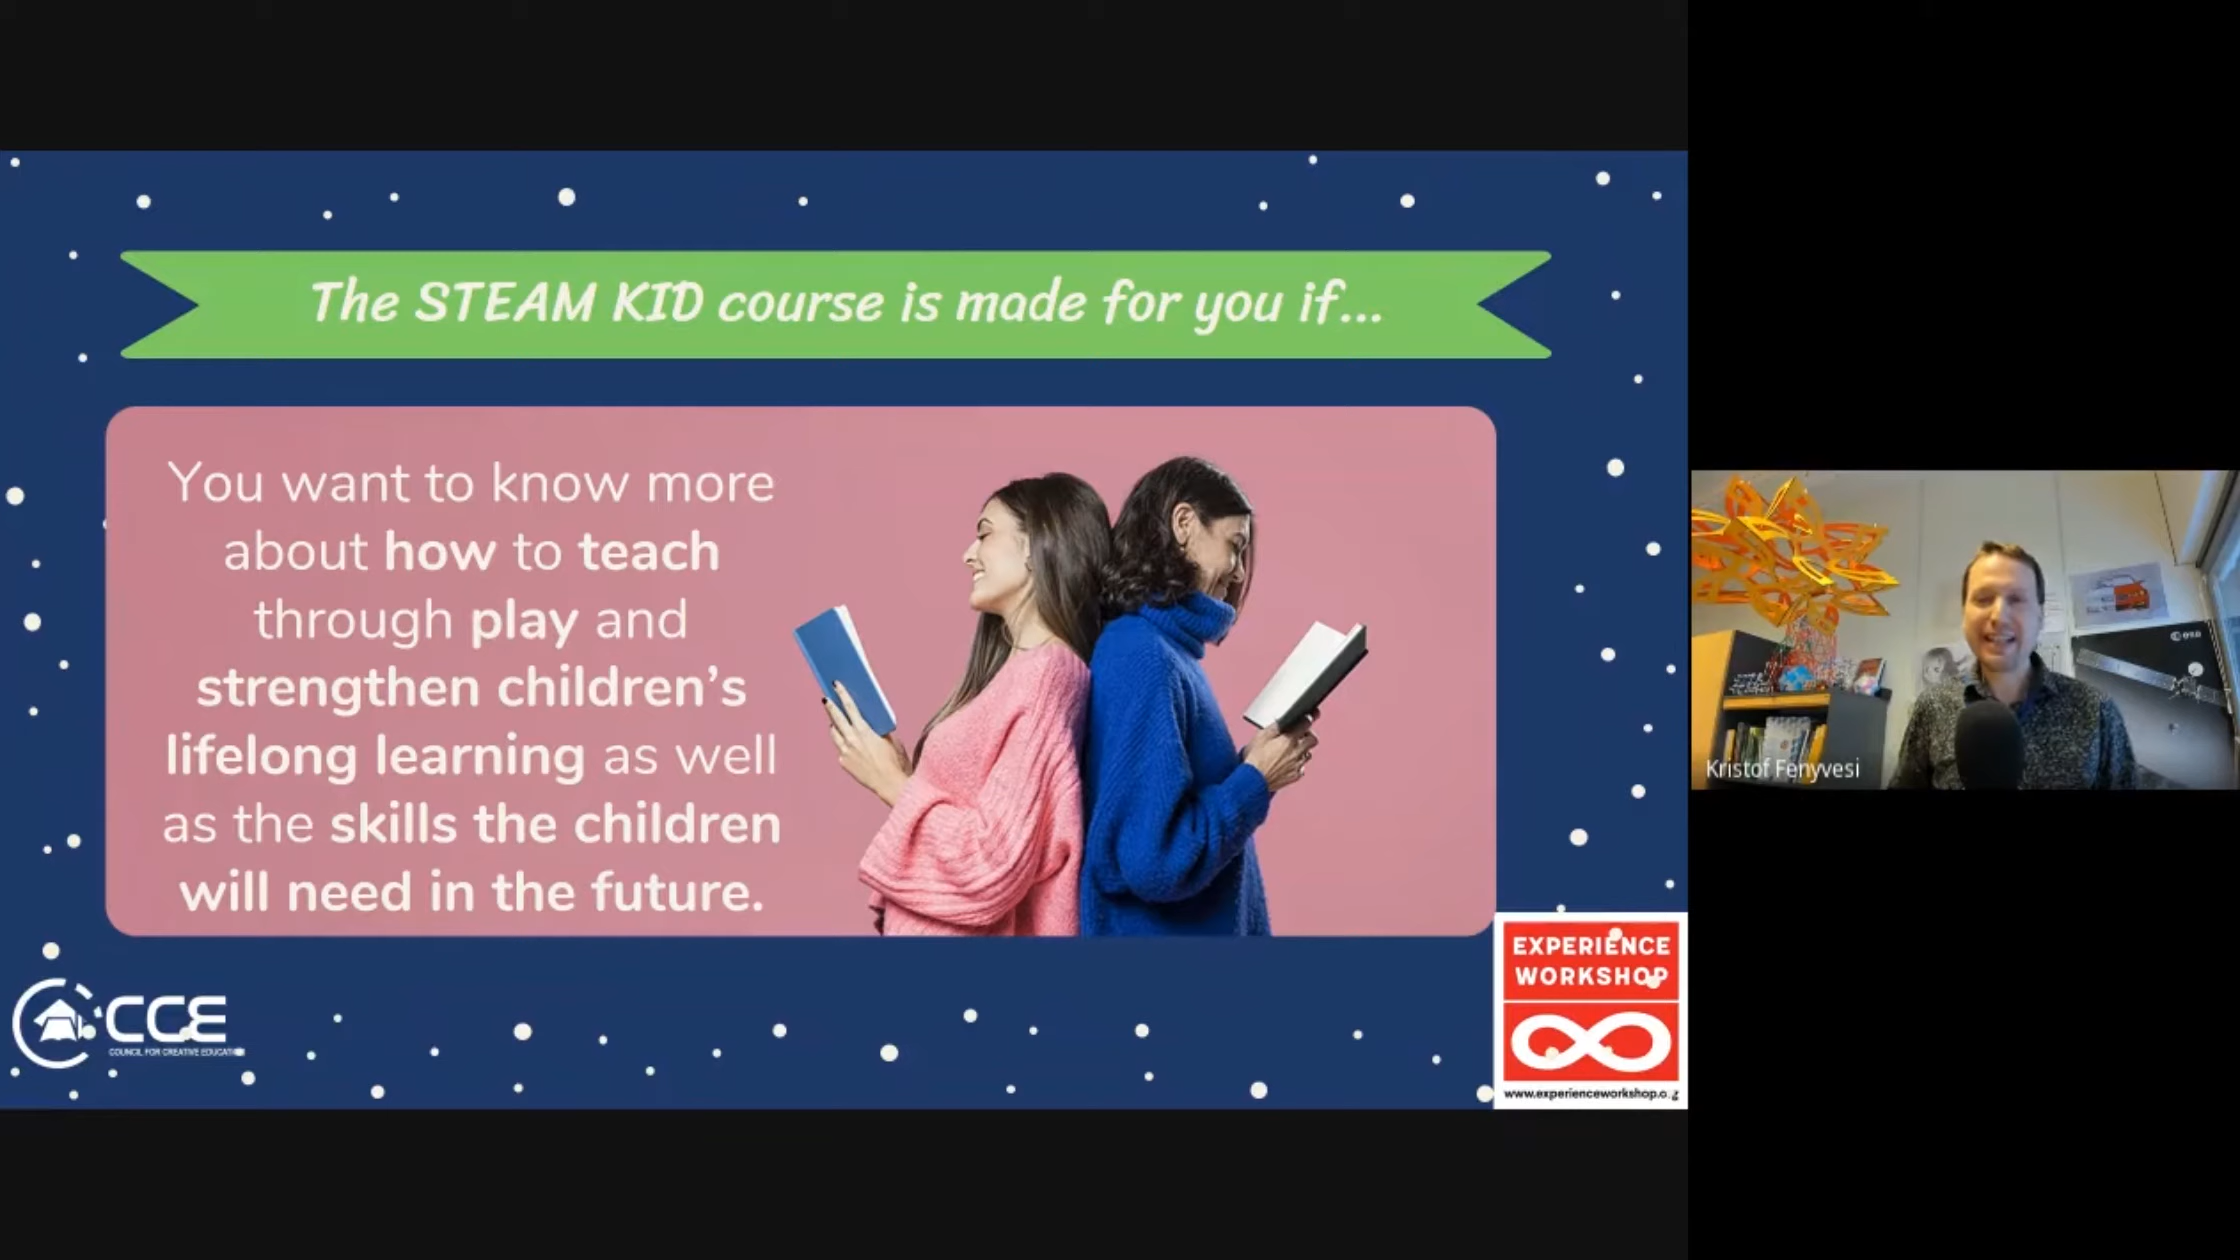 The STEAM KID course is made for you if...
You want to know more
about how to teach
through play and
strengthen children's
lifelong learning as well
as the skills the children
will need in the future.
CCE
COUNCIL FOR CREATIVE EDUCATION
EXPERIENCE
WORKSHOP
www.experienceworkshop.org
esa
Kristof Fenyvesi